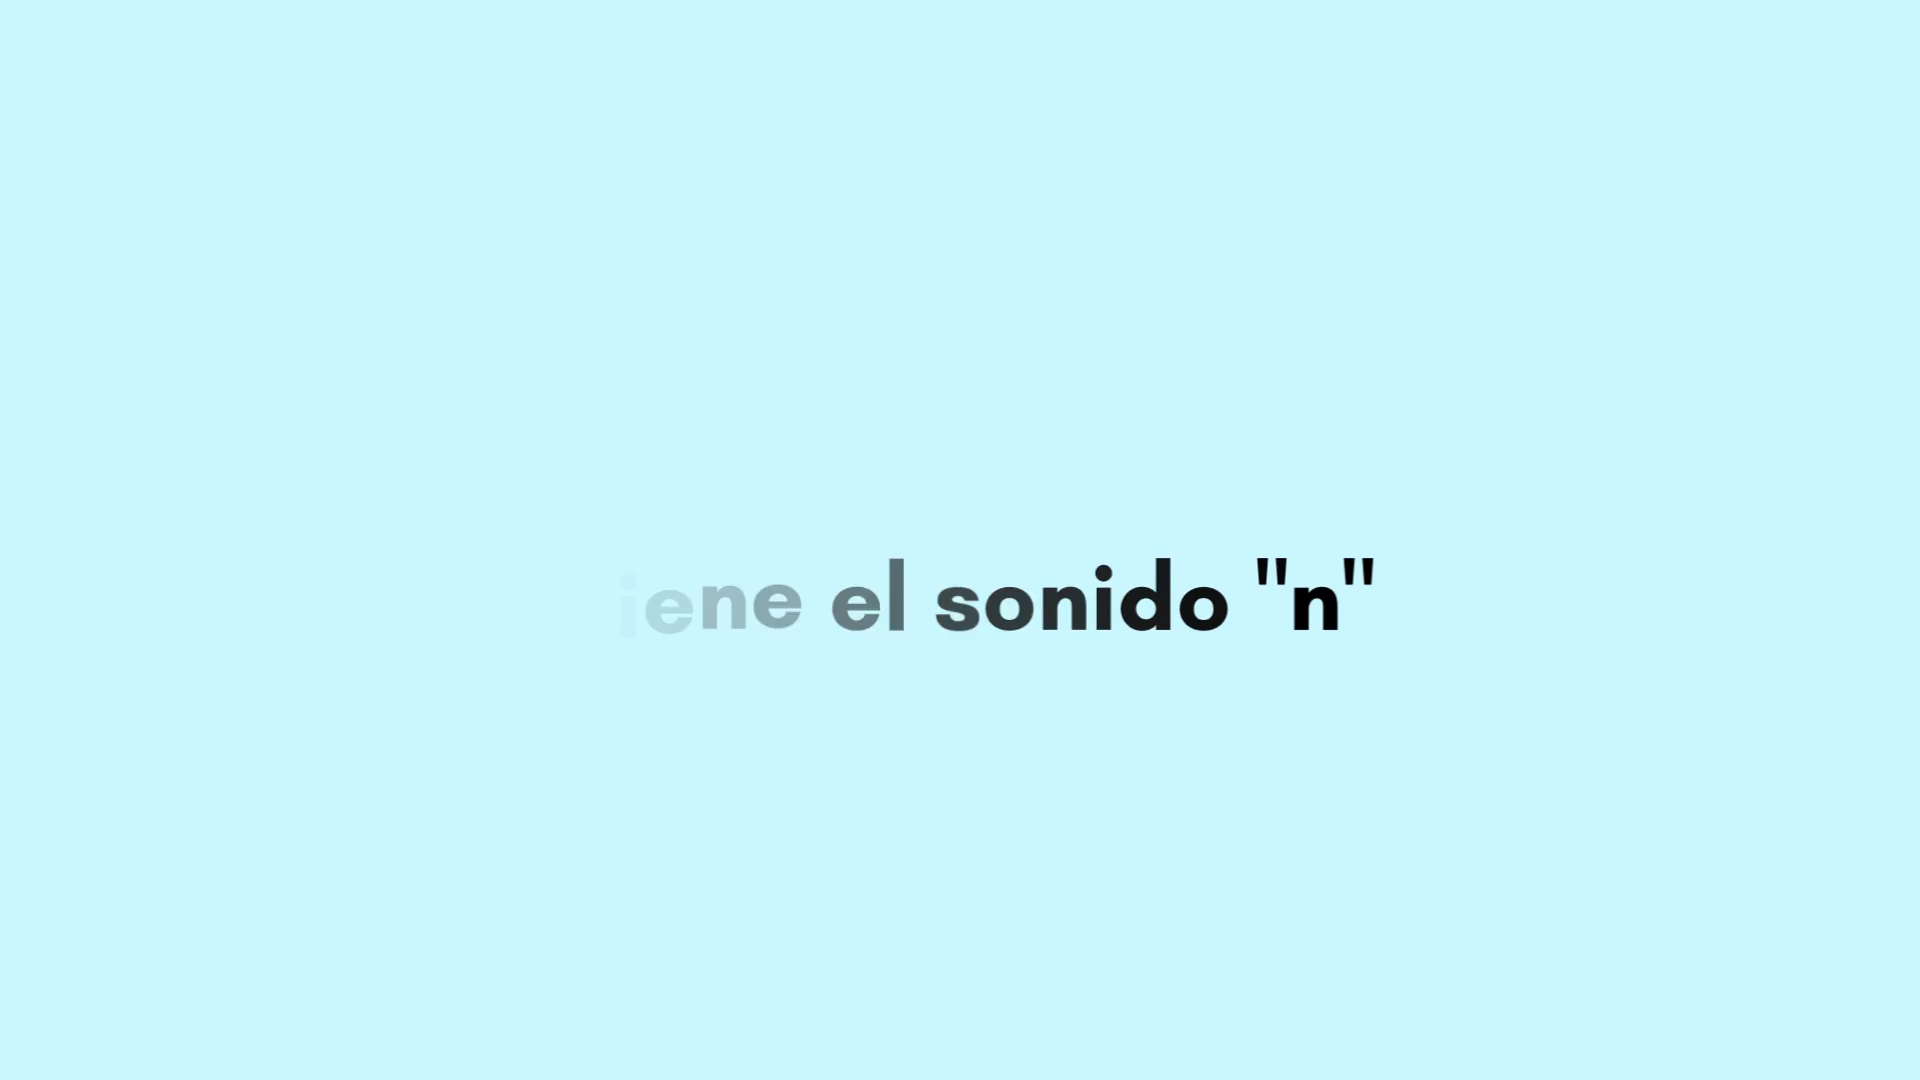 iene el sonido "n"